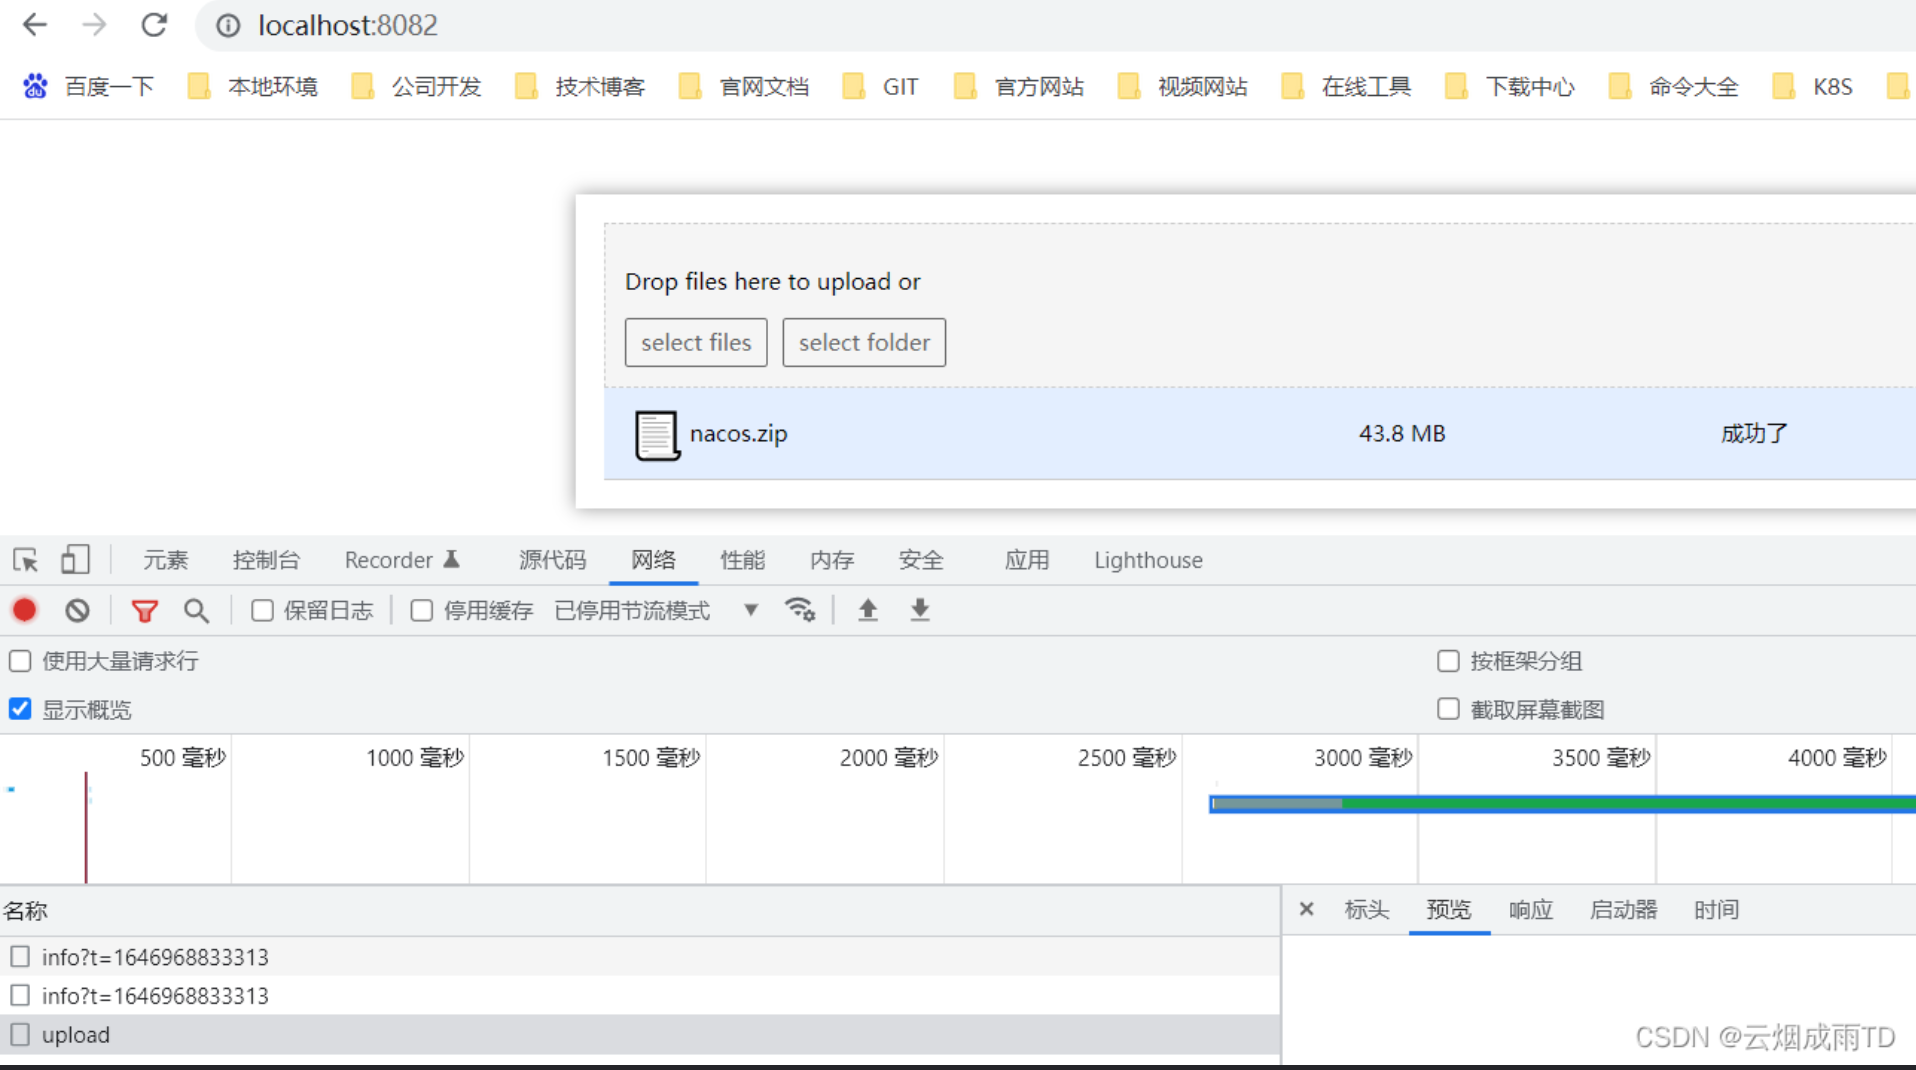 localhost:8082
百度一下 本地环境 公司开发 技术博客 官网文档 GIT 官方网站 视频网站 在线工具 下载中心 命令大全 K8S
Drop files here to upload or
select files select folder
nacos.zip 43.8 MB 成功了
元素 控制台 Recorder 源代码 网络 性能 内存 安全 应用 Lighthouse
保留日志 停用缓存 已停用节流模式
使用大量请求行 按框架分组
显示概览 截取屏幕截图
500 毫秒 1000 毫秒 1500 毫秒 2000 毫秒 2500 毫秒 3000 毫秒 3500 毫秒 4000 毫秒
名称 × 标头 预览 响应 启动器 时间
info?t=1646968833313
info?t=1646968833313
upload
CSDN @云烟成雨TD